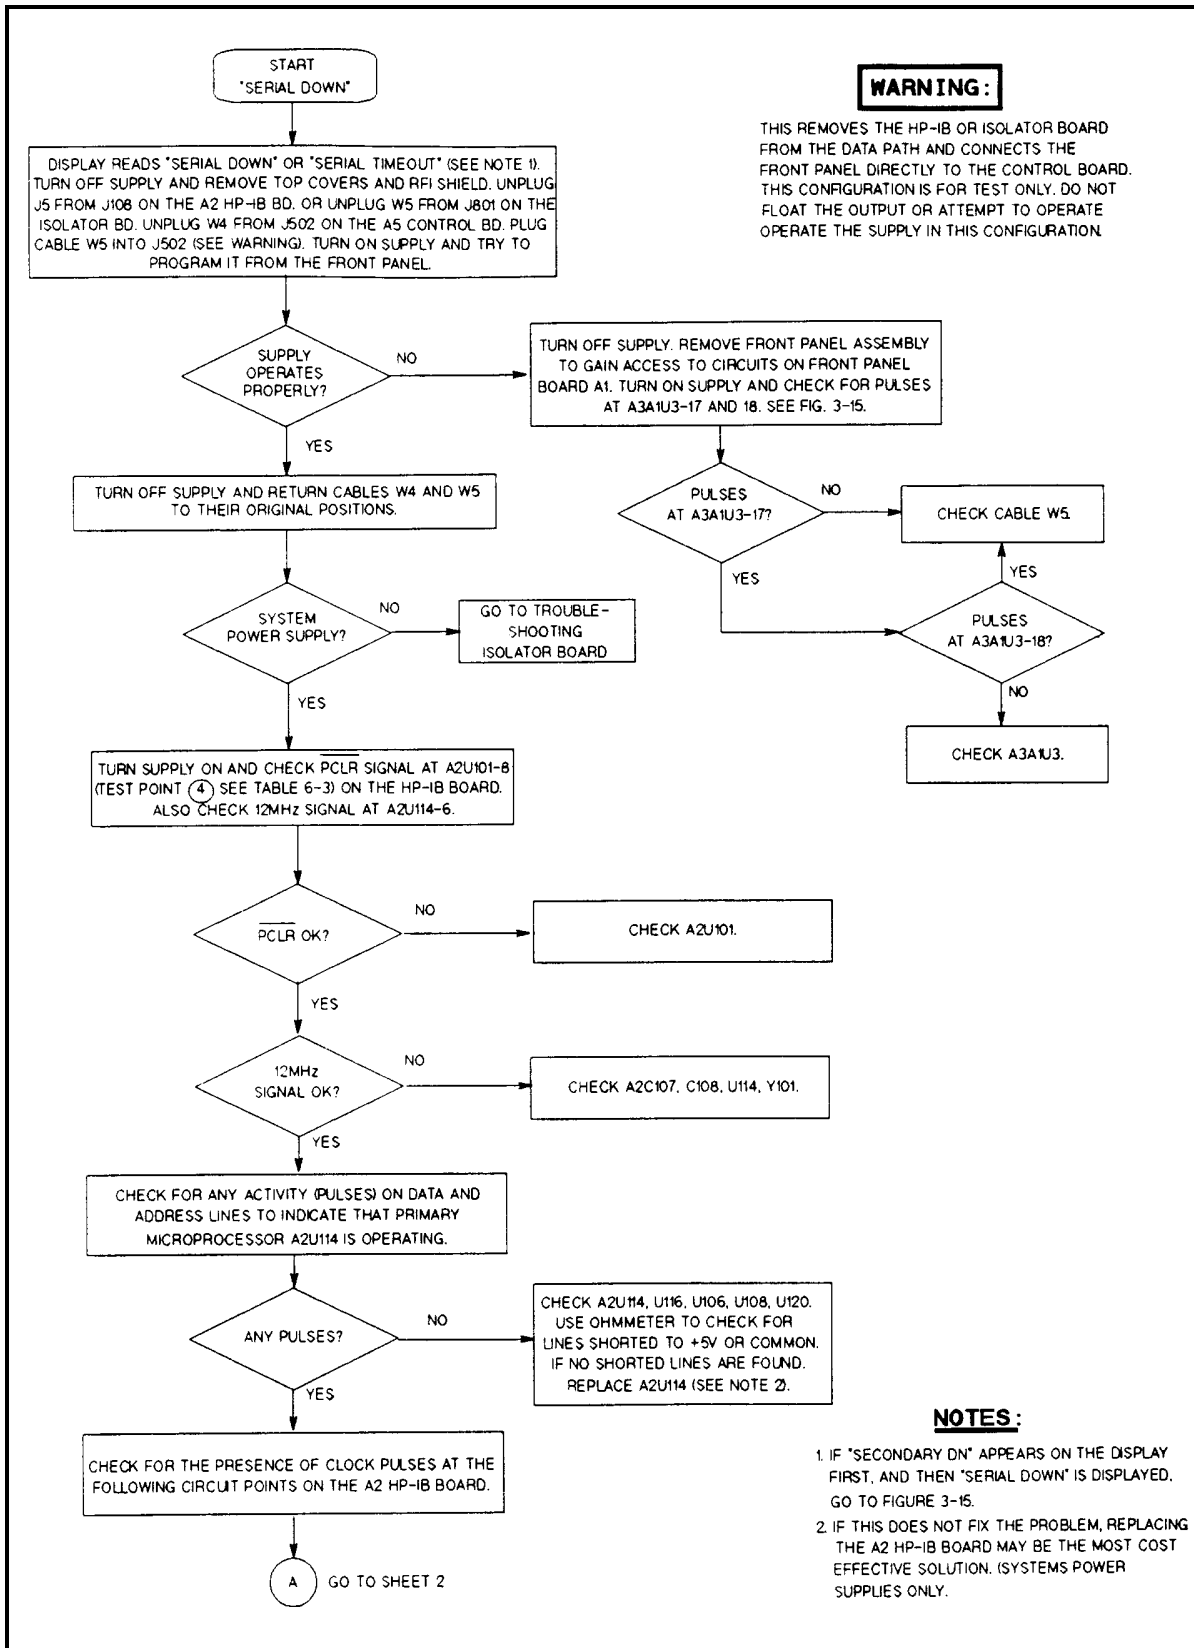 START
"SERIAL DOWN"
WARNING:
THIS REMOVES THE HP-IB OR ISOLATOR BOARD
FROM THE DATA PATH AND CONNECTS THE
FRONT PANEL DIRECTLY TO THE CONTROL BOARD.
THIS CONFIGURATION IS FOR TEST ONLY. DO NOT
FLOAT THE OUTPUT OR ATTEMPT TO OPERATE
OPERATE THE SUPPLY IN THIS CONFIGURATION.
DISPLAY READS "SERIAL DOWN" OR "SERIAL TIMEOUT" (SEE NOTE 1).
TURN OFF SUPPLY AND REMOVE TOP COVERS AND RFI SHIELD. UNPLUG
J5 FROM J108 ON THE A2 HP-IB BD. OR UNPLUG W5 FROM J801 ON THE
ISOLATOR BD. UNPLUG W4 FROM J502 ON THE A5 CONTROL BD. PLUG
CABLE W5 INTO J502 (SEE WARNING). TURN ON SUPPLY AND TRY TO
PROGRAM IT FROM THE FRONT PANEL.
SUPPLY
OPERATES
PROPERLY?
NO
YES
TURN OFF SUPPLY. REMOVE FRONT PANEL ASSEMBLY
TO GAIN ACCESS TO CIRCUITS ON FRONT PANEL
BOARD A1. TURN ON SUPPLY AND CHECK FOR PULSES
AT A3A1U3-17 AND 18. SEE FIG. 3-15.
TURN OFF SUPPLY AND RETURN CABLES W4 AND W5
TO THEIR ORIGINAL POSITIONS.
PULSES
AT A3A1U3-17?
NO
YES
CHECK CABLE W5.
YES
PULSES
AT A3A1U3-18?
NO
CHECK A3A1U3.
SYSTEM
POWER SUPPLY?
NO
YES
GO TO TROUBLE-
SHOOTING
ISOLATOR BOARD
TURN SUPPLY ON AND CHECK PCLR SIGNAL AT A2U101-8
(TEST POINT 4 SEE TABLE 6-3) ON THE HP-IB BOARD.
ALSO CHECK 12MHz SIGNAL AT A2U114-6.
PCLR OK?
NO
YES
CHECK A2U101.
12MHz
SIGNAL OK?
NO
YES
CHECK A2C107, C108, U114, Y101.
CHECK FOR ANY ACTIVITY (PULSES) ON DATA AND
ADDRESS LINES TO INDICATE THAT PRIMARY
MICROPROCESSOR A2U114 IS OPERATING.
ANY PULSES?
NO
YES
CHECK A2U114, U116, U106, U108, U120.
USE OHMMETER TO CHECK FOR
LINES SHORTED TO +5V OR COMMON.
IF NO SHORTED LINES ARE FOUND.
REPLACE A2U114 (SEE NOTE 2).
CHECK FOR THE PRESENCE OF CLOCK PULSES AT THE
FOLLOWING CIRCUIT POINTS ON THE A2 HP-IB BOARD.
A GO TO SHEET 2
NOTES:
1. IF "SECONDARY DN" APPEARS ON THE DISPLAY
FIRST, AND THEN "SERIAL DOWN" IS DISPLAYED.
GO TO FIGURE 3-15.
2. IF THIS DOES NOT FIX THE PROBLEM, REPLACING
THE A2 HP-IB BOARD MAY BE THE MOST COST
EFFECTIVE SOLUTION. (SYSTEMS POWER
SUPPLIES ONLY.